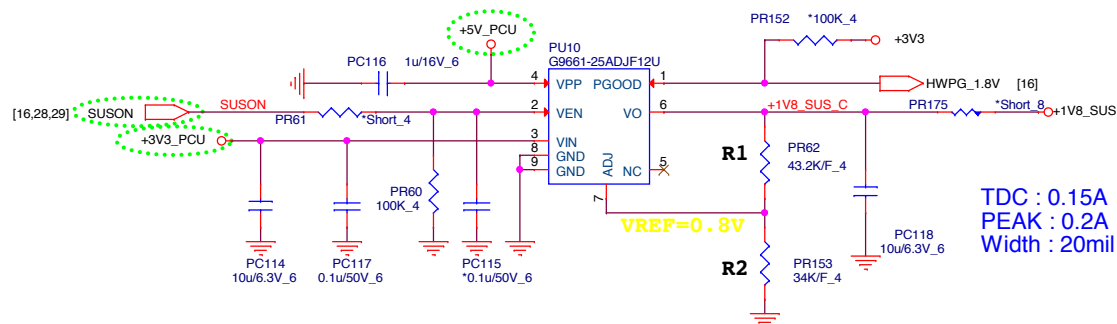 +5V_PCU
PC116
1u/16V_6
PU10
G9661-25ADJF12U
PR152
*100K_4
+3V3
4
VPP
PGOOD
1
HWPG_1.8V
[16]
[16,28,29]
SUSON
SUSON
PR61
*Short_4
2
VEN
VO
6
+1V8_SUS_C
PR175
*Short_8
+1V8_SUS
+3V3_PCU
3
VIN
8
GND
9
GND
ADJ
NC
5
7
R1
PR62
43.2K/F_4
PR60
100K_4
VREF=0.8V
TDC : 0.15A
PEAK : 0.2A
Width : 20mil
PC114
10u/6.3V_6
PC117
0.1u/50V_6
PC115
*0.1u/50V_6
R2
PR153
34K/F_4
PC118
10u/6.3V_6